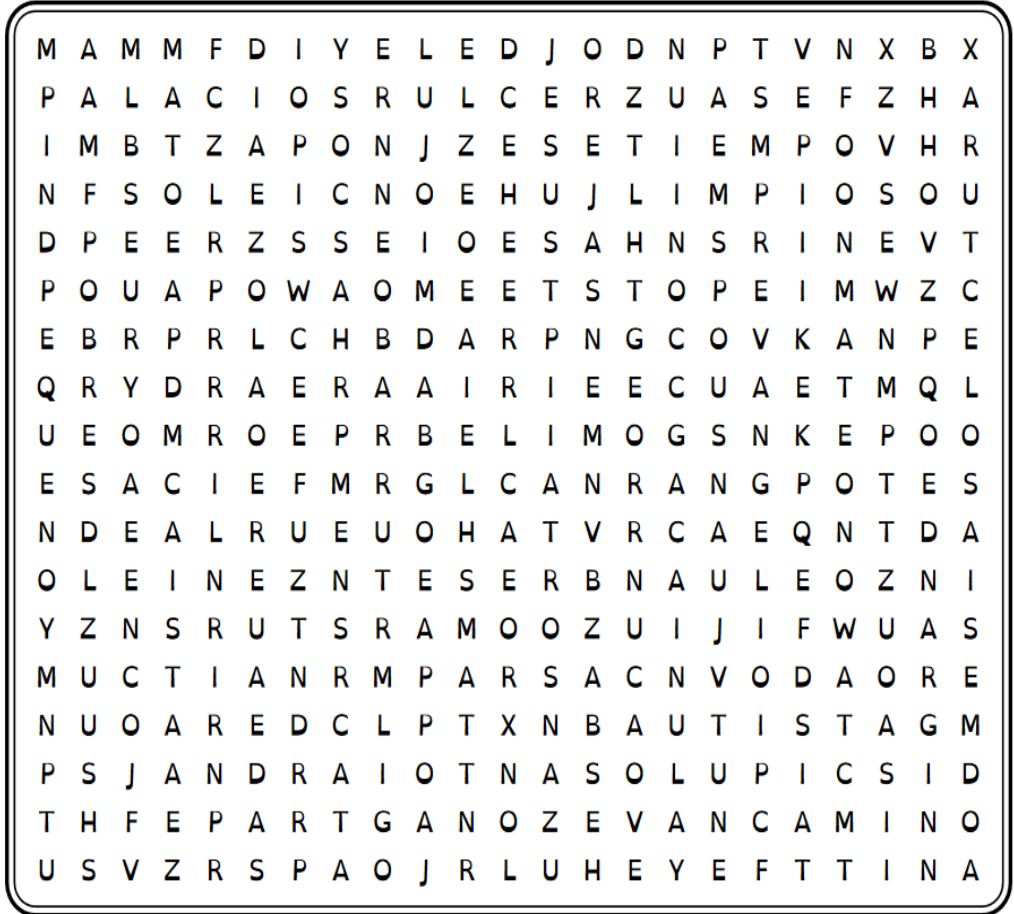 M A M M F D I Y E L E D J O D N P T V N X B X
P A L A C I O S R U L C E R Z U A S E F Z H A
I M B T Z A P O N J Z E S E T I E M P O V H R
N F S O L E I C N O E H U J L I M P I O S O U
D P E E R Z S S E I O E S A H N S R I N E V T
P O U A P O W A O M E E T S T O P E I M W Z C
E B R P R L C H B D A R P N G C O V K A N P E
Q R Y D R A E R A A I R I E E C U A E T M Q L
U E O M R O E P R B E L I M O G S N K E P O O
E S A C I E F M R G L C A N R A N G P O T E S
N D E A L R U E U O H A T V R C A E Q N T D A
O L E I N E Z N T E S E R B N A U L E O Z N I
Y Z N S R U T S R A M O O Z U I J I F W U A S
M U C T I A N R M P A R S A C N V O D A O R E
N U O A R E D C L P T X N B A U T I S T A G M
P S J A N D R A I O T N A S O L U P I C S I D
T H F E P A R T G A N O Z E V A N C A M I N O
U S V Z R S P A O J R L U H E Y E F T T I N A